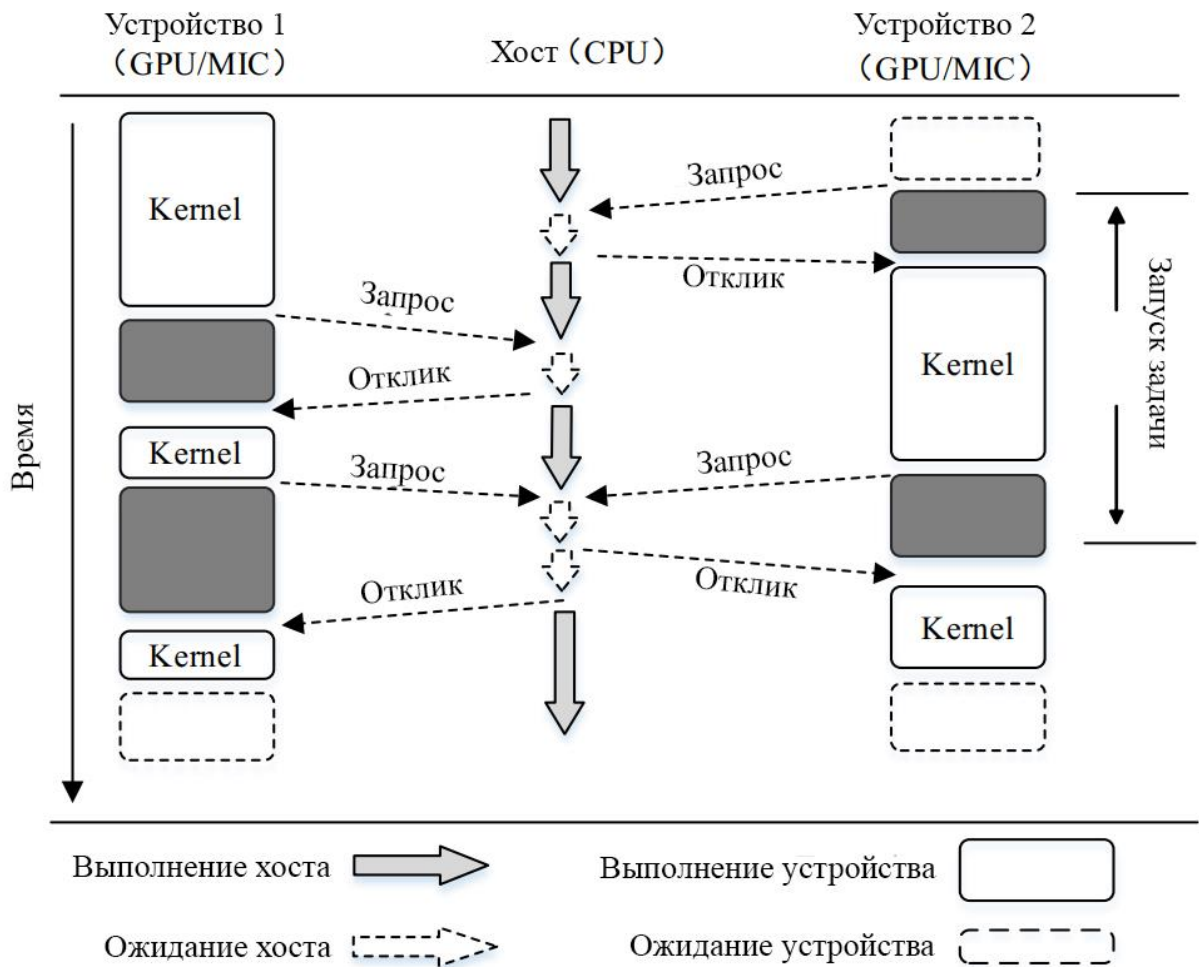 Устройство 1
(GPU/MIC)
Хост (CPU)
Устройство 2
(GPU/MIC)
Время
Kernel
Запрос
Отклик
Запрос
Отклик
Kernel
Запуск задачи
Kernel
Запрос
Запрос
Отклик
Отклик
Kernel
Kernel
Выполнение хоста
Выполнение устройства
Ожидание хоста
Ожидание устройства